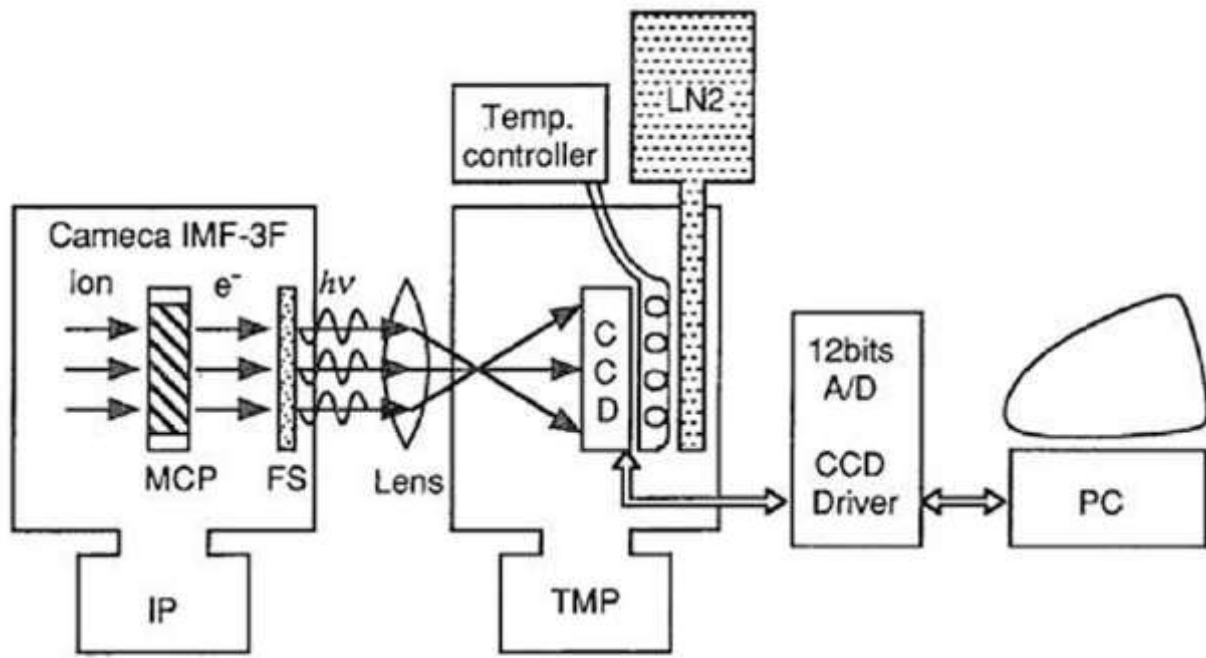 LN2
Temp.
controller
Cameca IMF-3F
Ion
e⁻
hν
MCP
FS
Lens
C
C
D
12bits
A/D
CCD
Driver
PC
IP
TMP